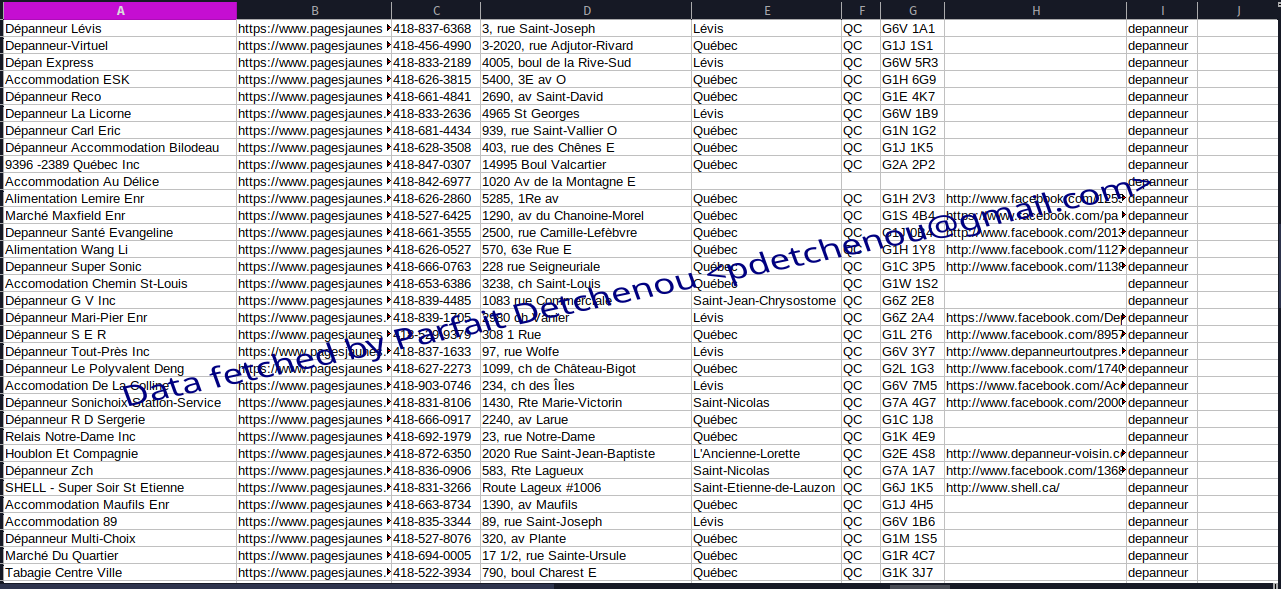 A B C D E F G H I J
Dépanneur Lévis https://www.pagesjaunes 418-837-6368 3, rue Saint-Joseph Lévis QC G6V 1A1 depanneur
Depanneur-Virtuel https://www.pagesjaunes 418-456-4990 3-2020, rue Adjutor-Rivard Québec QC G1J 1S1 depanneur
Dépan Express https://www.pagesjaunes 418-833-2189 4005, boul de la Rive-Sud Lévis QC G6W 5R3 depanneur
Accommodation ESK https://www.pagesjaunes 418-626-3815 5400, 3E av O Québec QC G1H 6G9 depanneur
Dépanneur Reco https://www.pagesjaunes 418-661-4841 2690, av Saint-David Québec QC G1E 4K7 depanneur
Depanneur La Licorne https://www.pagesjaunes. 418-833-2636 4965 St Georges Lévis QC G6W 1B9 depanneur
Dépanneur Carl Eric https://www.pagesjaunes 418-681-4434 939, rue Saint-Vallier O Québec QC G1N 1G2 depanneur
Dépanneur Accommodation Bilodeau https://www.pagesjaunes. 418-628-3508 403, rue des Chênes E Québec QC G1J 1K5 depanneur
9396 -2389 Québec Inc https://www.pagesjaunes 418-847-0307 14995 Boul Valcartier Québec QC G2A 2P2 depanneur
Accommodation Au Délice https://www.pagesjaunes. 418-842-6977 1020 Av de la Montagne E depanneur
Alimentation Lemire Enr https://www.pagesjaunes. 418-626-2860 5285, 1Re av Québec QC G1H 2V3 http://www.facebook.com/125 depanneur
Marché Maxfield Enr https://www.pagesjaunes 418-527-6425 1290, av du Chanoine-Morel Québec QC G1S 4B4 https://www.facebook.com/pa depanneur
Depanneur Santé Evangeline https://www.pagesjaunes 418-661-3555 2500, rue Camille-Lefèbvre Québec QC G1J 0B4 http://www.facebook.com/2013 depanneur
Alimentation Wang Li https://www.pagesjaunes 418-626-0527 570, 63e Rue E Québec QC G1H 1Y8 http://www.facebook.com/1127 depanneur
Depanneur Super Sonic https://www.pagesjaunes 418-666-0763 228 rue Seigneuriale Québec QC G1C 3P5 http://www.facebook.com/1138 depanneur
Accomodation Chemin St-Louis https://www.pagesjaunes 418-653-6386 3238, ch Saint-Louis Québec QC G1W 1S2 depanneur
Dépanneur G V Inc https://www.pagesjaunes 418-839-4485 1083 rue Commerciale Saint-Jean-Chrysostome QC G6Z 2E8 depanneur
Dépanneur Mari-Pier Enr https://www.pagesjaunes. 418-839-1705 2980 ch Vanier Lévis QC G6Z 2A4 https://www.facebook.com/De depanneur
Dépanneur S E R https://www.pagesjaunes 418-529-9379 308 1 Rue Québec QC G1L 2T6 http://www.facebook.com/8957 depanneur
Dépanneur Tout-Près Inc https://www.pagesjaunes. 418-837-1633 97, rue Wolfe Lévis QC G6V 3Y7 http://www.depanneurtoutpres. depanneur
Dépanneur Le Polyvalent Deng https://www.pagesjaunes 418-627-2273 1099, ch de Château-Bigot Québec QC G2L 1G3 http://www.facebook.com/1740 depanneur
Accomodation De La Colline https://www.pagesjaunes. 418-903-0746 234, ch des Îles Lévis QC G6V 7M5 https://www.facebook.com/Ac depanneur
Dépanneur Sonichoix Station-Service https://www.pagesjaunes. 418-831-8106 1430, Rte Marie-Victorin Saint-Nicolas QC G7A 4G7 http://www.facebook.com/2000 depanneur
Dépanneur R D Sergerie https://www.pagesjaunes 418-666-0917 2240, av Larue Québec QC G1C 1J8 depanneur
Relais Notre-Dame Inc https://www.pagesjaunes 418-692-1979 23, rue Notre-Dame Québec QC G1K 4E9 depanneur
Houblon Et Compagnie https://www.pagesjaunes. 418-872-6350 2020 Rue Saint-Jean-Baptiste L'Ancienne-Lorette QC G2E 4S8 http://www.depanneur-voisin.c depanneur
Dépanneur Zch https://www.pagesjaunes. 418-836-0906 583, Rte Lagueux Saint-Nicolas QC G7A 1A7 http://www.facebook.com/1368 depanneur
SHELL - Super Soir St Etienne https://www.pagesjaunes. 418-831-3266 Route Lageux #1006 Saint-Etienne-de-Lauzon QC G6J 1K5 http://www.shell.ca/ depanneur
Accommodation Maufils Enr https://www.pagesjaunes 418-663-8734 1390, av Maufils Québec QC G1J 4H5 depanneur
Accommodation 89 https://www.pagesjaunes. 418-835-3344 89, rue Saint-Joseph Lévis QC G6V 1B6 depanneur
Dépanneur Multi-Choix https://www.pagesjaunes 418-527-8076 320, av Plante Québec QC G1M 1S5 depanneur
Marché Du Quartier https://www.pagesjaunes. 418-694-0005 17 1/2, rue Sainte-Ursule Québec QC G1R 4C7 depanneur
Tabagie Centre Ville https://www.pagesjaunes. 418-522-3934 790, boul Charest E Québec QC G1K 3J7 depanneur
Data fetched by Parfait Detchenou <pdetchenou@gmail.com>